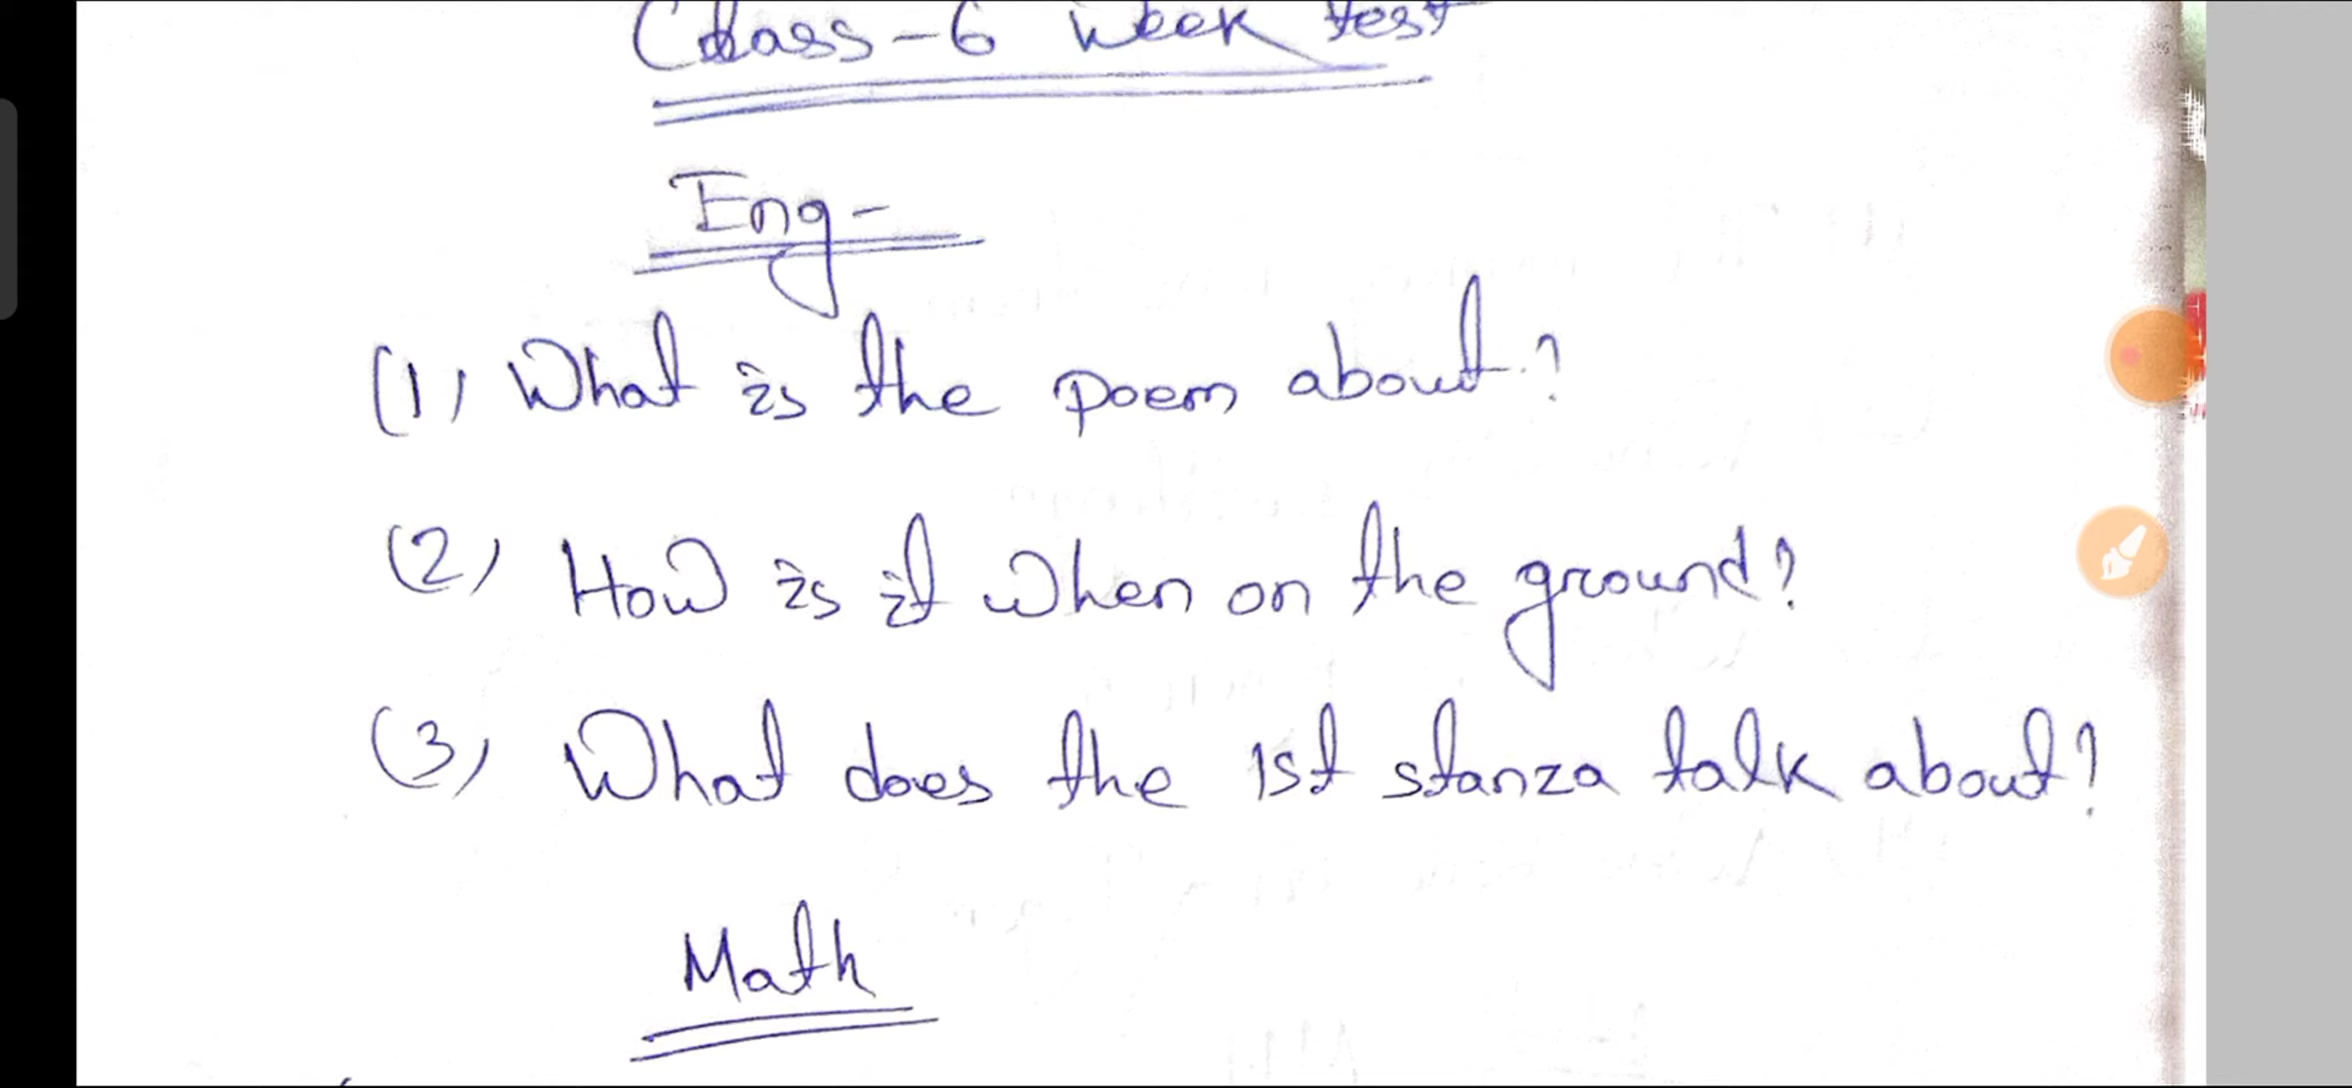 Class-6 Week test
Eng-
(1) What is the poem about?
(2) How is it when on the ground?
(3) What does the 1st stanza talk about?
Math